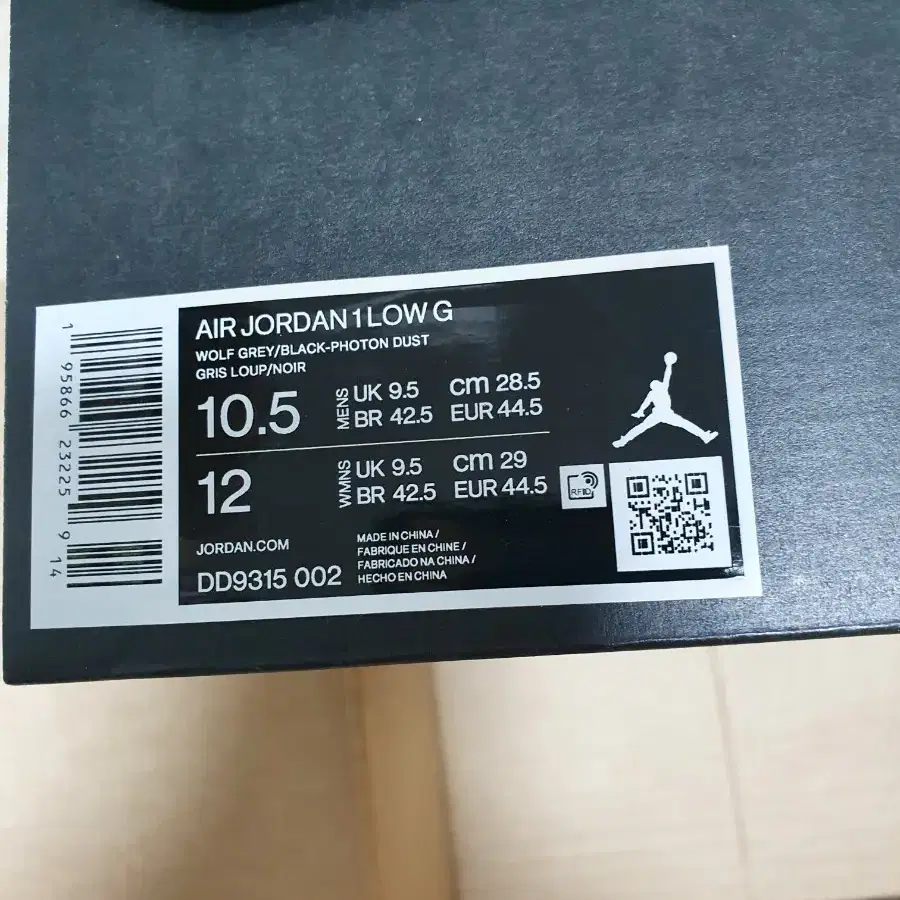 AIR JORDAN 1 LOW G
WOLF GREY/BLACK-PHOTON DUST
GRIS LOUP/NOIR
10.5 MENS UK 9.5 cm 28.5
BR 42.5 EUR 44.5
12 WMNS UK 9.5 cm 29
BR 42.5 EUR 44.5
RFID
JORDAN.COM
DD9315 002
MADE IN CHINA /
FABRIQUE EN CHINE /
FABRICADO NA CHINA /
HECHO EN CHINA
1 95866 23225 9 14